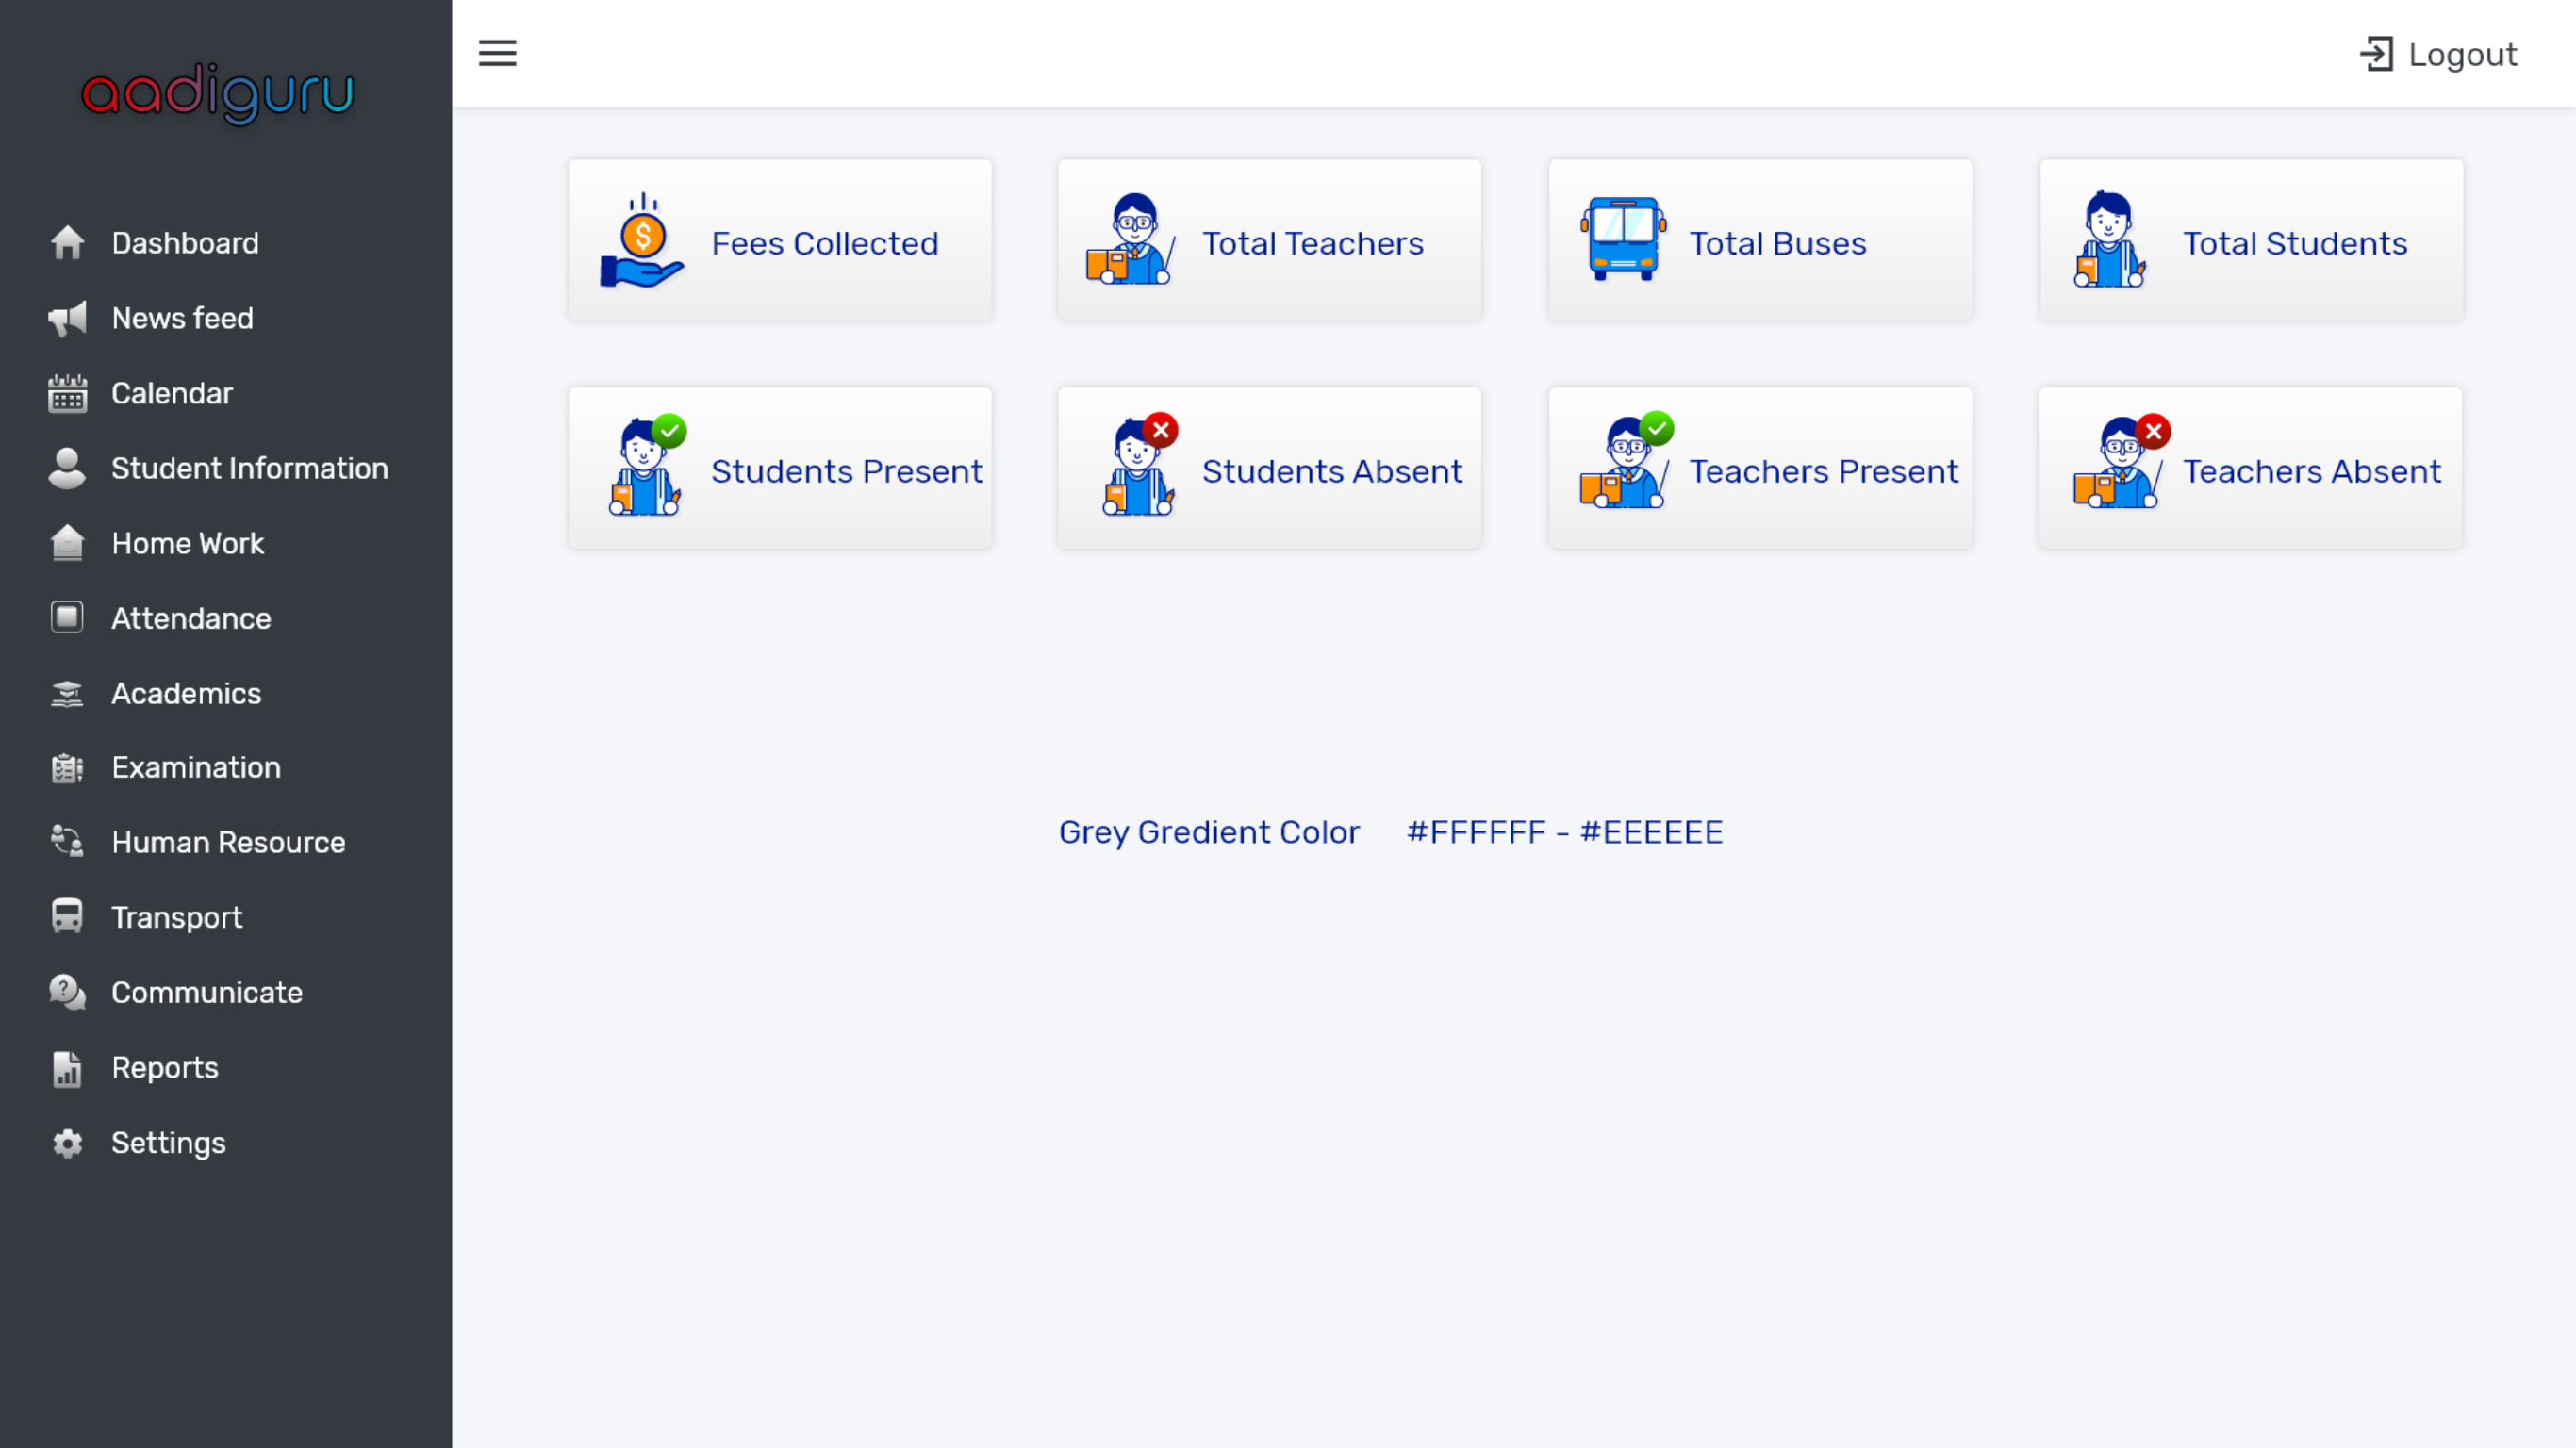 aadiguru
Logout
Dashboard
News feed
Calendar
Student Information
Home Work
Attendance
Academics
Examination
Human Resource
Transport
Communicate
Reports
Settings
Fees Collected
Total Teachers
Total Buses
Total Students
Students Present
Students Absent
Teachers Present
Teachers Absent
Grey Gredient Color #FFFFFF - #EEEEEE